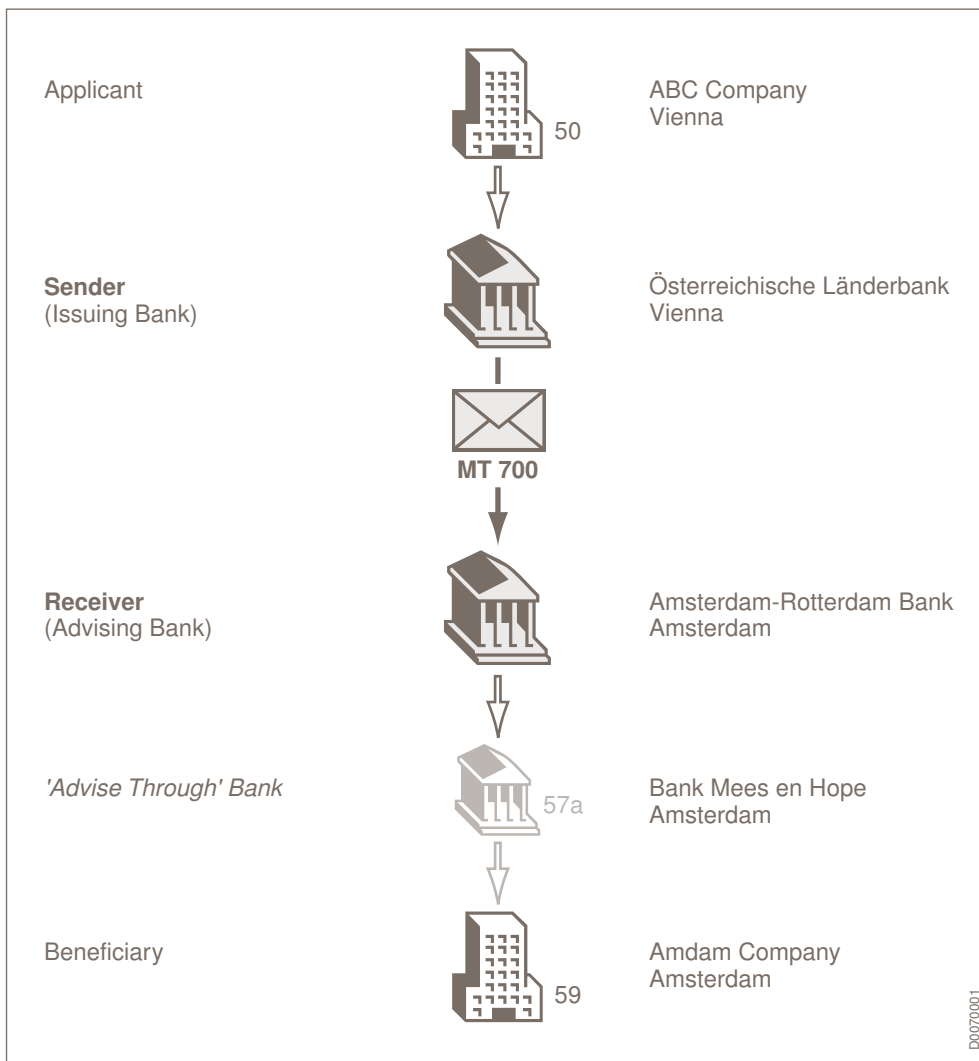 Applicant
50
ABC Company
Vienna
Sender
(Issuing Bank)
Österreichische Länderbank
Vienna
MT 700
Receiver
(Advising Bank)
Amsterdam-Rotterdam Bank
Amsterdam
'Advise Through' Bank
57a
Bank Mees en Hope
Amsterdam
Beneficiary
59
Amdam Company
Amsterdam
D0070001